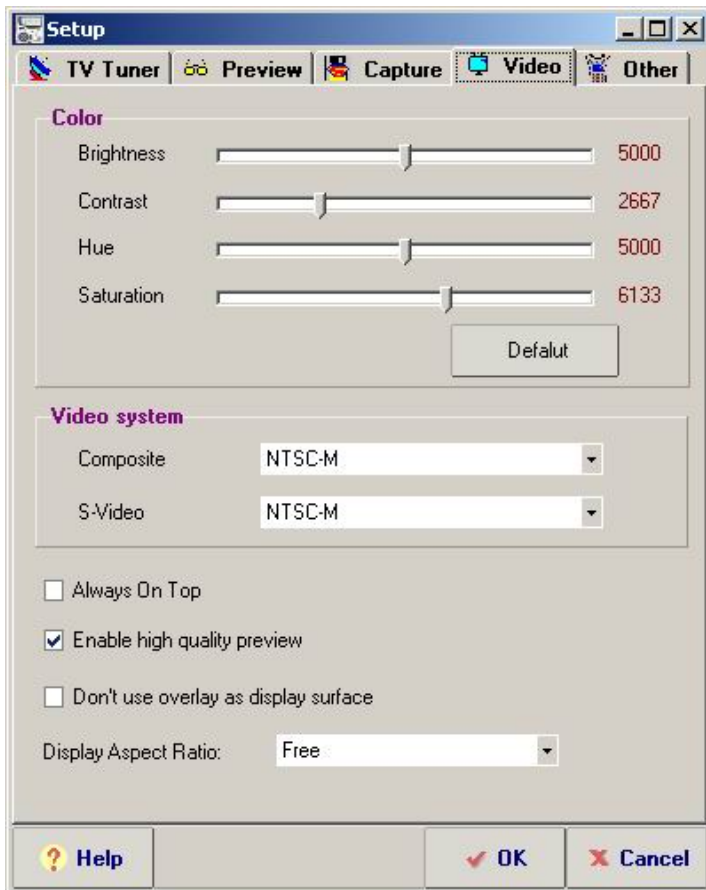 Setup
TV Tuner Preview Capture Video Other
Color
Brightness 5000
Contrast 2667
Hue 5000
Saturation 6133
Defalut
Video system
Composite NTSC-M
S-Video NTSC-M
Always On Top
Enable high quality preview
Don't use overlay as display surface
Display Aspect Ratio: Free
? Help OK Cancel